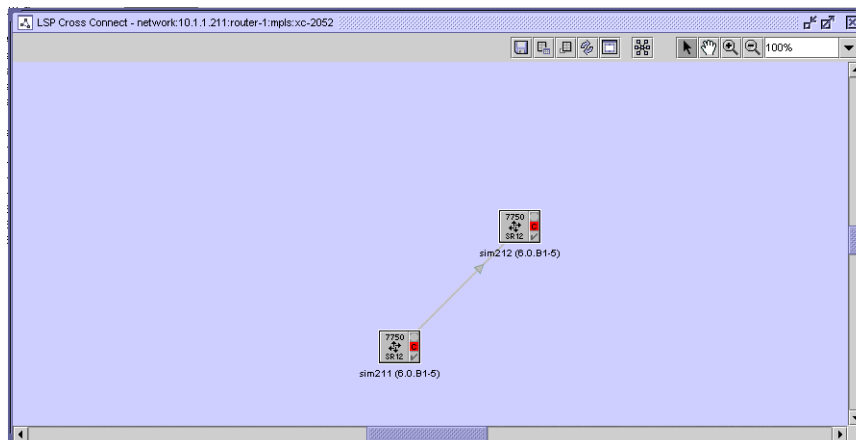 LSP Cross Connect - network:10.1.1.211:router-1:mpls:xc-2052
100%
7750
C
SR12
sim212 (6.0.B1-5)
7750
C
SR12
sim211 (6.0.B1-5)